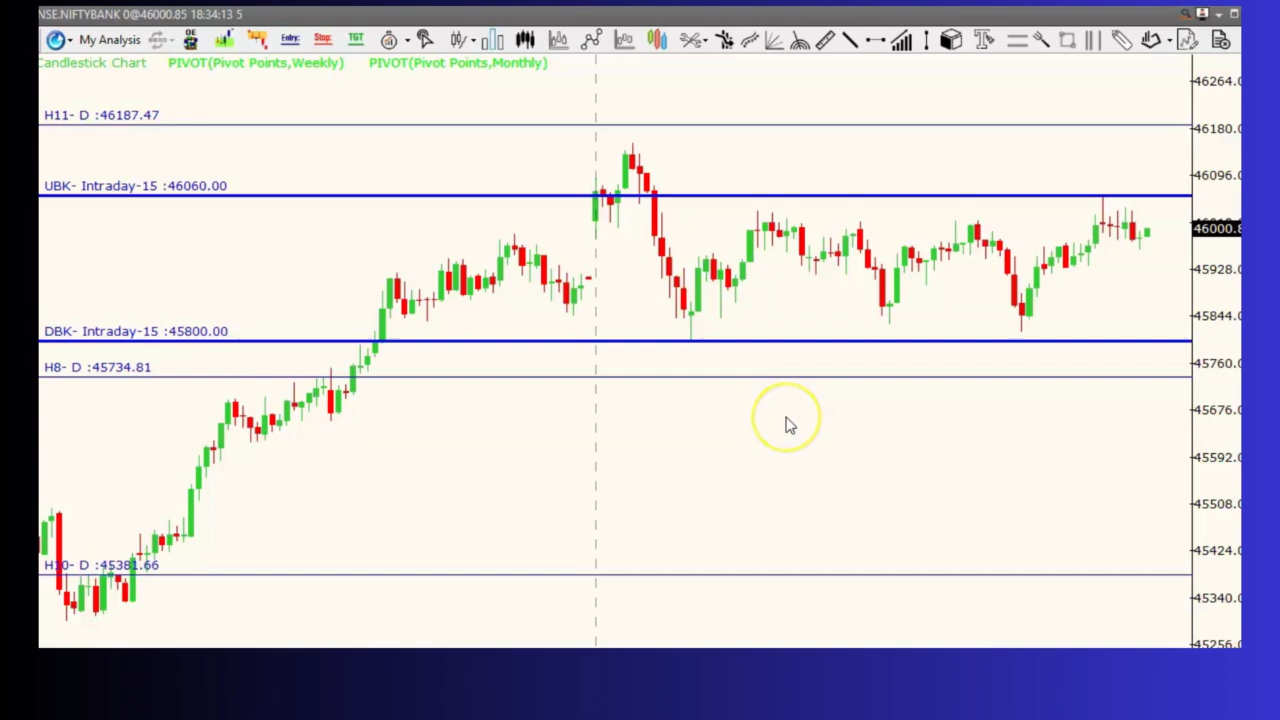 NSE.NIFTYBANK 0@46000.85 18:34:13 5
My Analysis
OE
Entry:
Stop:
TGT
Candlestick Chart PIVOT(Pivot Points,Weekly) PIVOT(Pivot Points,Monthly)
46264.0
H11- D :46187.47
46180.0
46096.0
UBK- Intraday-15 :46060.00
46000.8
45928.0
45844.0
DBK- Intraday-15 :45800.00
H8- D :45734.81
45760.0
45676.0
45592.0
45508.0
45424.0
H10- D :45381.66
45340.0
45256.0